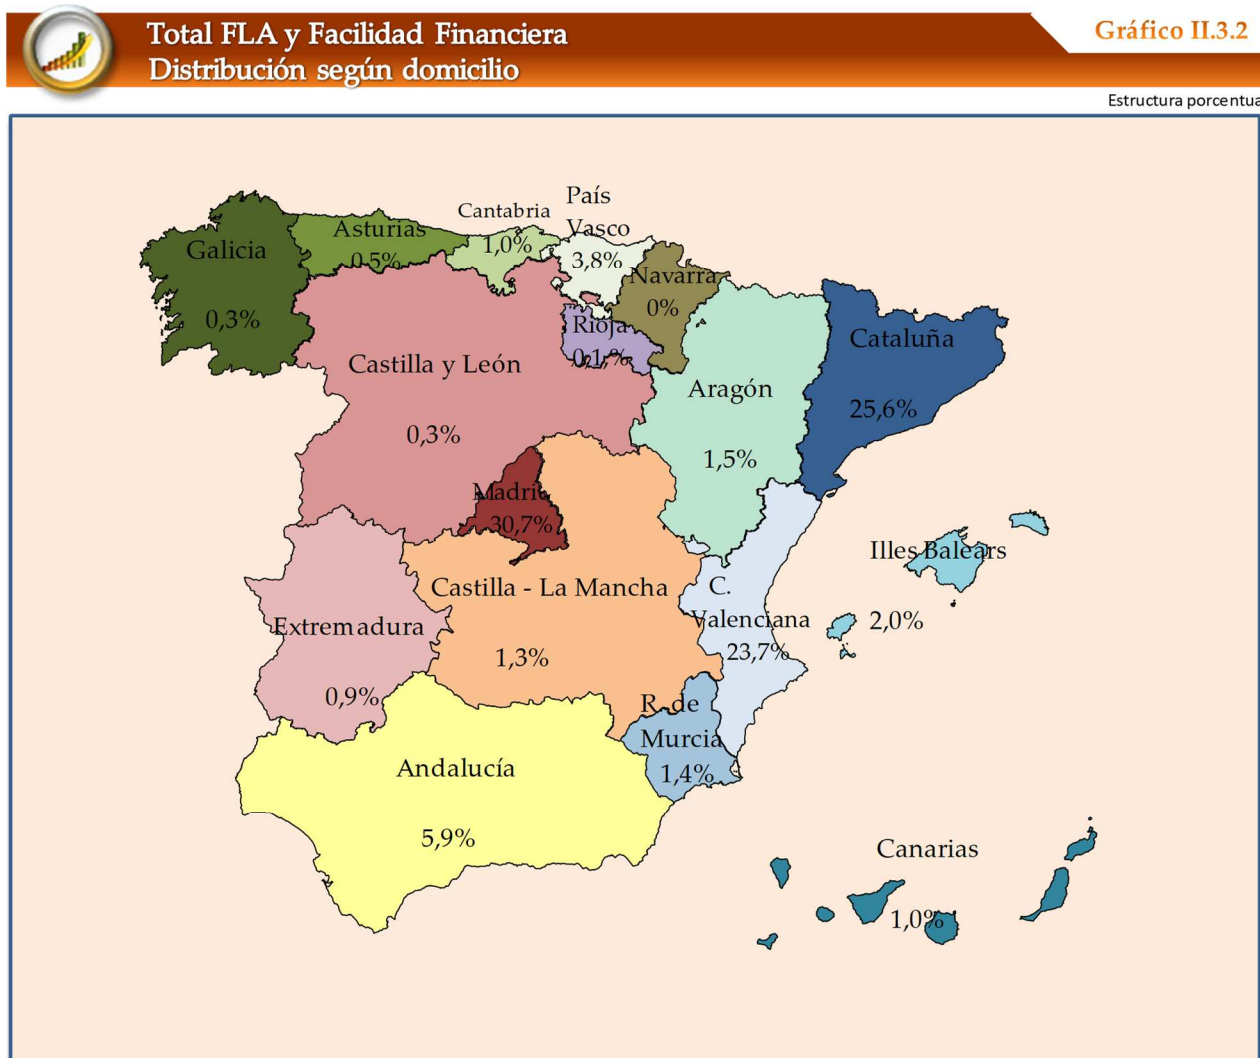 Total FLA y Facilidad Financiera
Distribución según domicilio
Gráfico II.3.2
Estructura porcentua
País
Vasco
3,8%
Cantabria
1,0%
Asturias
0,5%
Galicia
0,3%
Navarra
0%
Rioja
0,1,%
Castilla y León
0,3%
Aragón
1,5%
Cataluña
25,6%
Madrid
30,7%
Illes Balears
2,0%
Castilla - La Mancha
1,3%
C.
Valenciana
23,7%
Extremadura
0,9%
R. de
Murcia
1,4%
Andalucía
5,9%
Canarias
1,0%